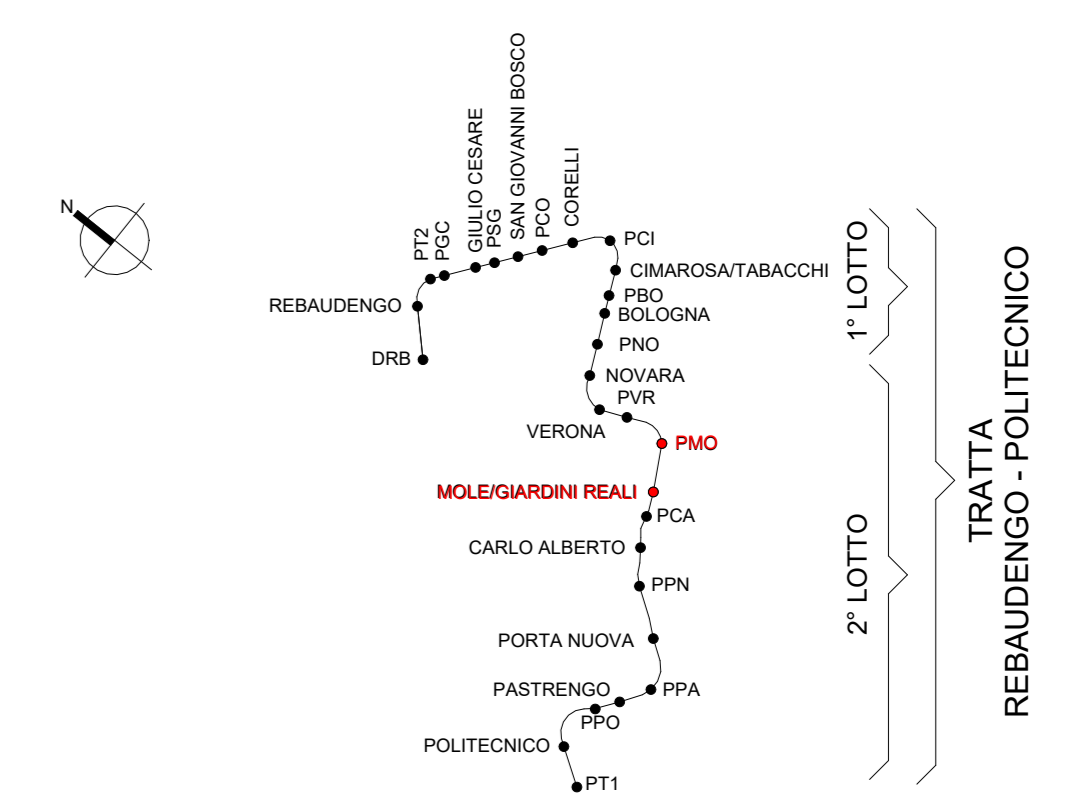 N
PT2
PGC
GIULIO CESARE
PSG
SAN GIOVANNI BOSCO
PCO
CORELLI
PCI
CIMAROSA/TABACCHI
REBAUDENGO
PBO
BOLOGNA
DRB
PNO
NOVARA
PVR
VERONA
PMO
MOLE/GIARDINI REALI
PCA
CARLO ALBERTO
PPN
PORTA NUOVA
PASTRENGO
PPA
PPO
POLITECNICO
PT1
1° LOTTO
2° LOTTO
TRATTA
REBAUDENGO - POLITECNICO